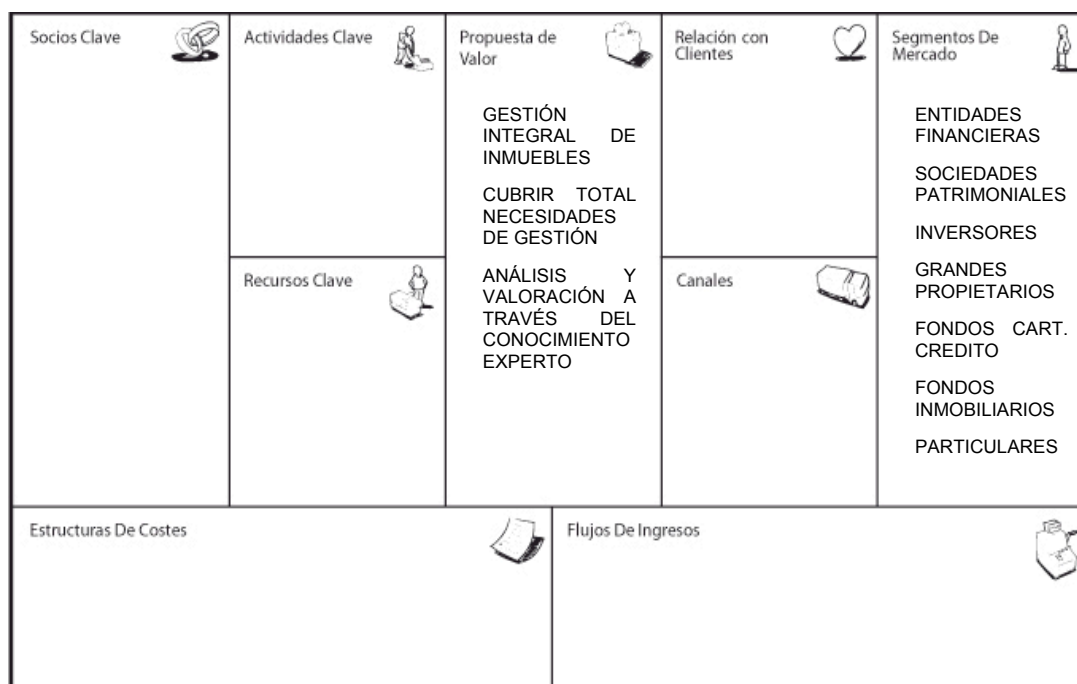 Socios Clave
Actividades Clave
Propuesta de
Valor
GESTIÓN
INTEGRAL DE
INMUEBLES
CUBRIR TOTAL
NECESIDADES
DE GESTIÓN
ANÁLISIS Y
VALORACIÓN A
TRAVÉS DEL
CONOCIMIENTO
EXPERTO
Relación con
Clientes
Segmentos De
Mercado
ENTIDADES
FINANCIERAS
SOCIEDADES
PATRIMONIALES
INVERSORES
GRANDES
PROPIETARIOS
FONDOS CART.
CREDITO
FONDOS
INMOBILIARIOS
PARTICULARES
Recursos Clave
Canales
Estructuras De Costes
Flujos De Ingresos